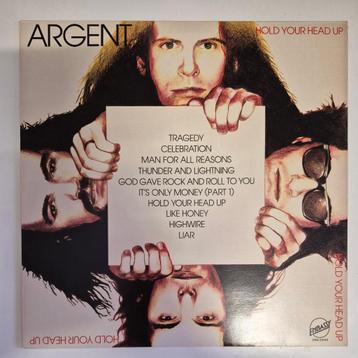 ARGENT
HOLD YOUR HEAD UP
TRAGEDY
CELEBRATION
MAN FOR ALL REASONS
THUNDER AND LIGHTNING
GOD GAVE ROCK AND ROLL TO YOU
IT'S ONLY MONEY (PART 1)
HOLD YOUR HEAD UP
LIKE HONEY
HIGHWIRE
LIAR
HOLD YOUR HEAD UP
HOLD YOUR HEAD UP
EMBASSY